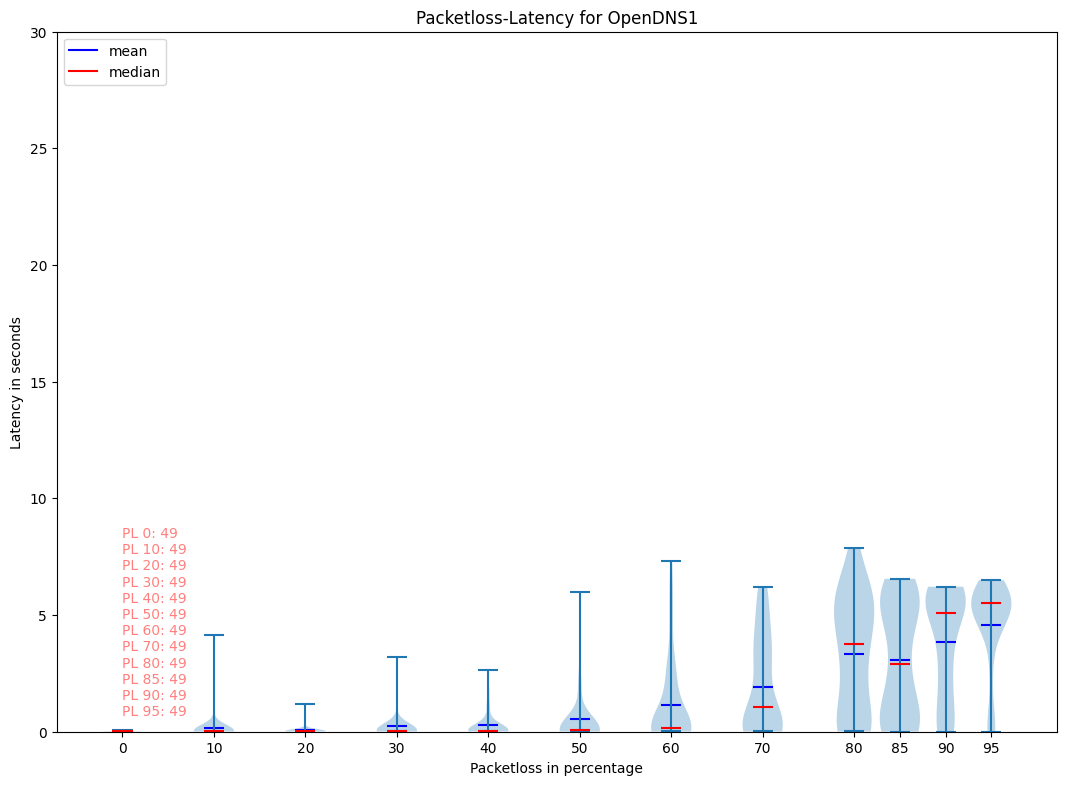 Packetloss-Latency for OpenDNS1
mean
median
30
25
20
15
10
5
0
Latency in seconds
PL 0: 49
PL 10: 49
PL 20: 49
PL 30: 49
PL 40: 49
PL 50: 49
PL 60: 49
PL 70: 49
PL 80: 49
PL 85: 49
PL 90: 49
PL 95: 49
0 10 20 30 40 50 60 70 80 85 90 95
Packetloss in percentage